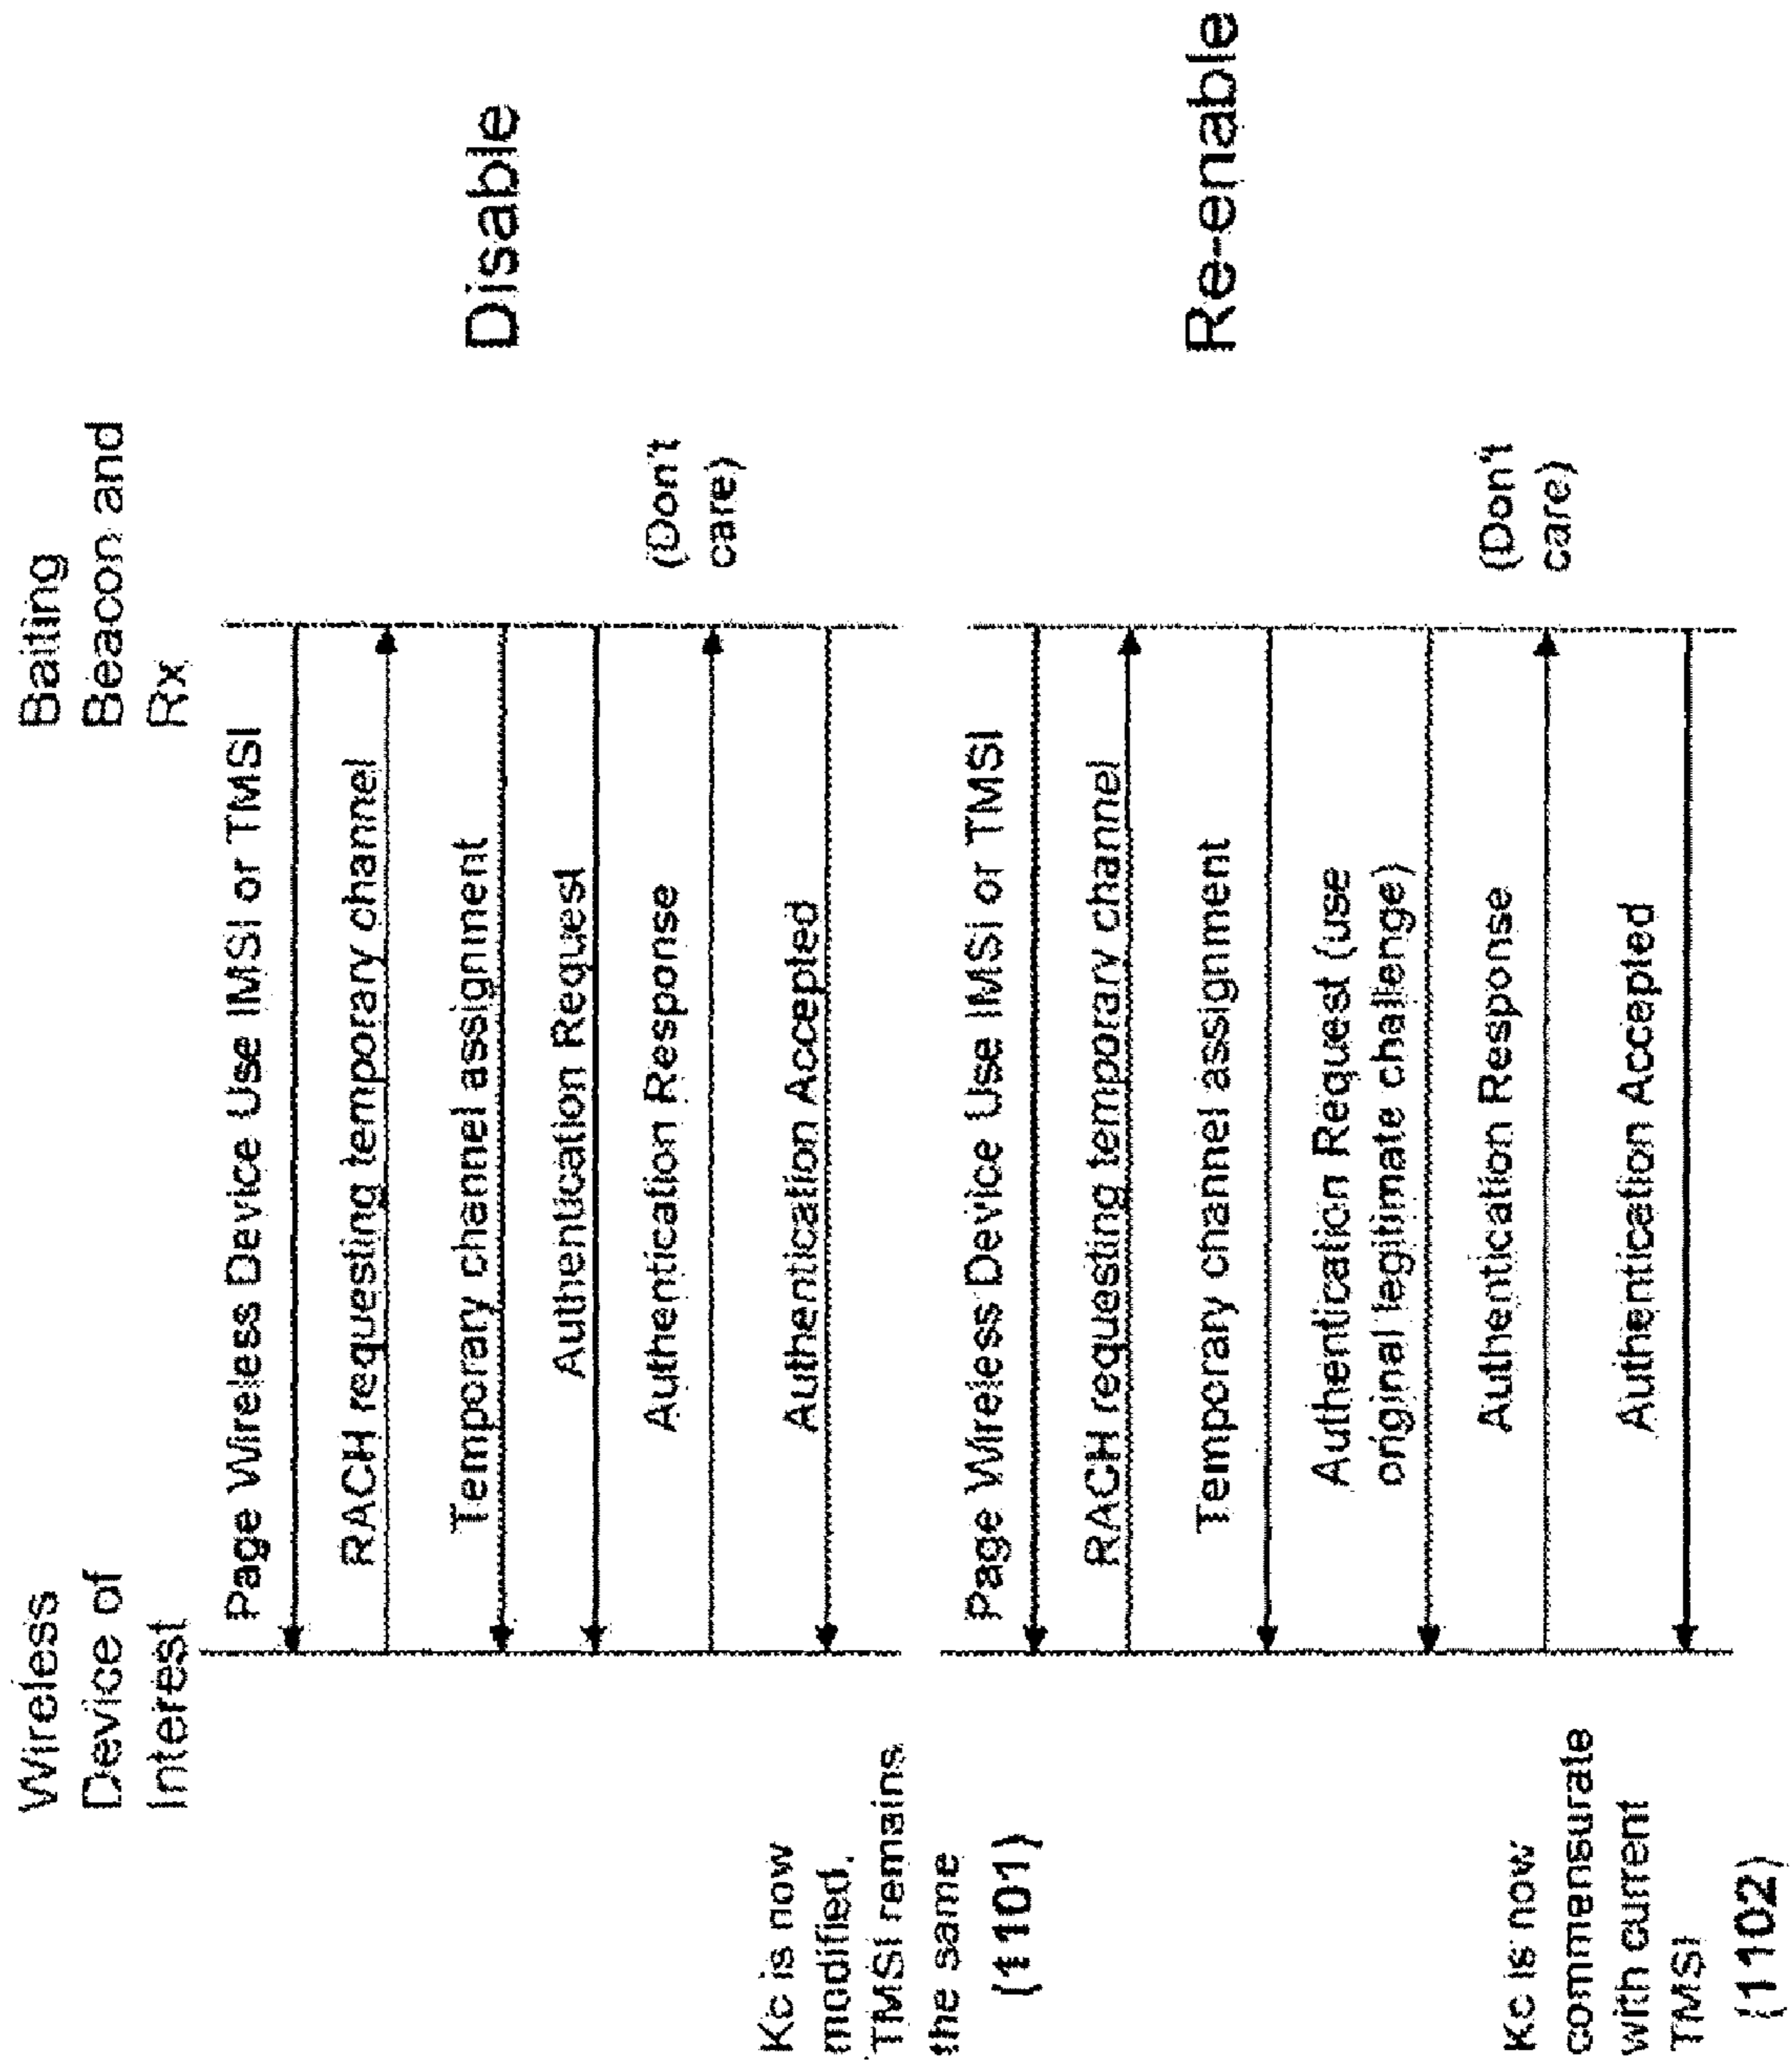 Wireless
Device of
Interest
Baiting
Beacon and
Rx
Page Wireless Device Use IMSI or TMSI
RACH requesting temporary channel
Temporary channel assignment
Authentication Request
Authentication Response
(Don't
care)
Authentication Accepted
Disable
Kc is now
modified.
TMSI remains
the same
(1101)
Page Wireless Device Use IMSI or TMSI
RACH requesting temporary channel
Temporary channel assignment
Authentication Request (use
original legitimate challenge)
Authentication Response
(Don't
care)
Authentication Accepted
Re-enable
Kc is now
commensurate
with current
TMSI
(1102)